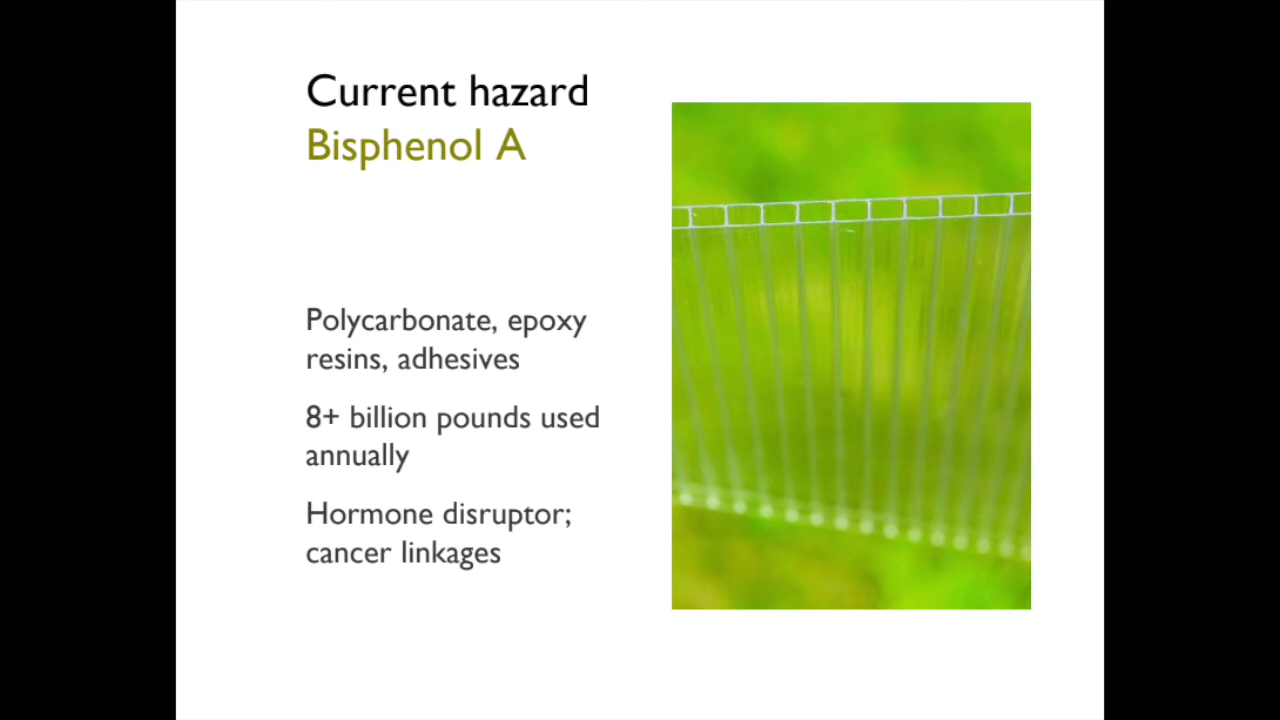 Current hazard
Bisphenol A
Polycarbonate, epoxy
resins, adhesives
8+ billion pounds used
annually
Hormone disruptor;
cancer linkages